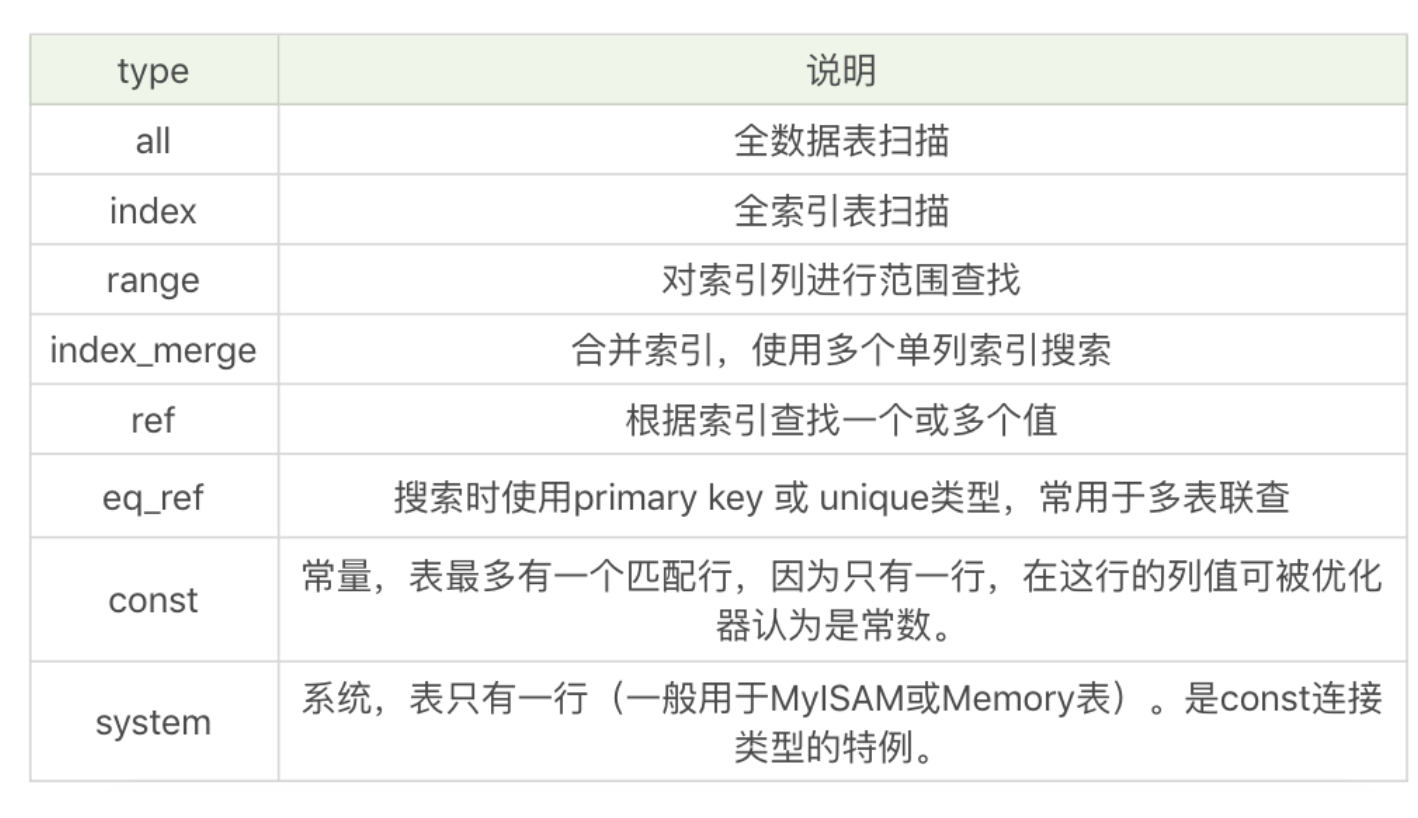 type 说明
all 全数据表扫描
index 全索引表扫描
range 对索引列进行范围查找
index_merge 合并索引，使用多个单列索引搜索
ref 根据索引查找一个或多个值
eq_ref 搜索时使用primary key 或 unique类型，常用于多表联查
const 常量，表最多有一个匹配行，因为只有一行，在这行的列值可被优化
器认为是常数。
system 系统，表只有一行（一般用于MyISAM或Memory表）。是const连接
类型的特例。